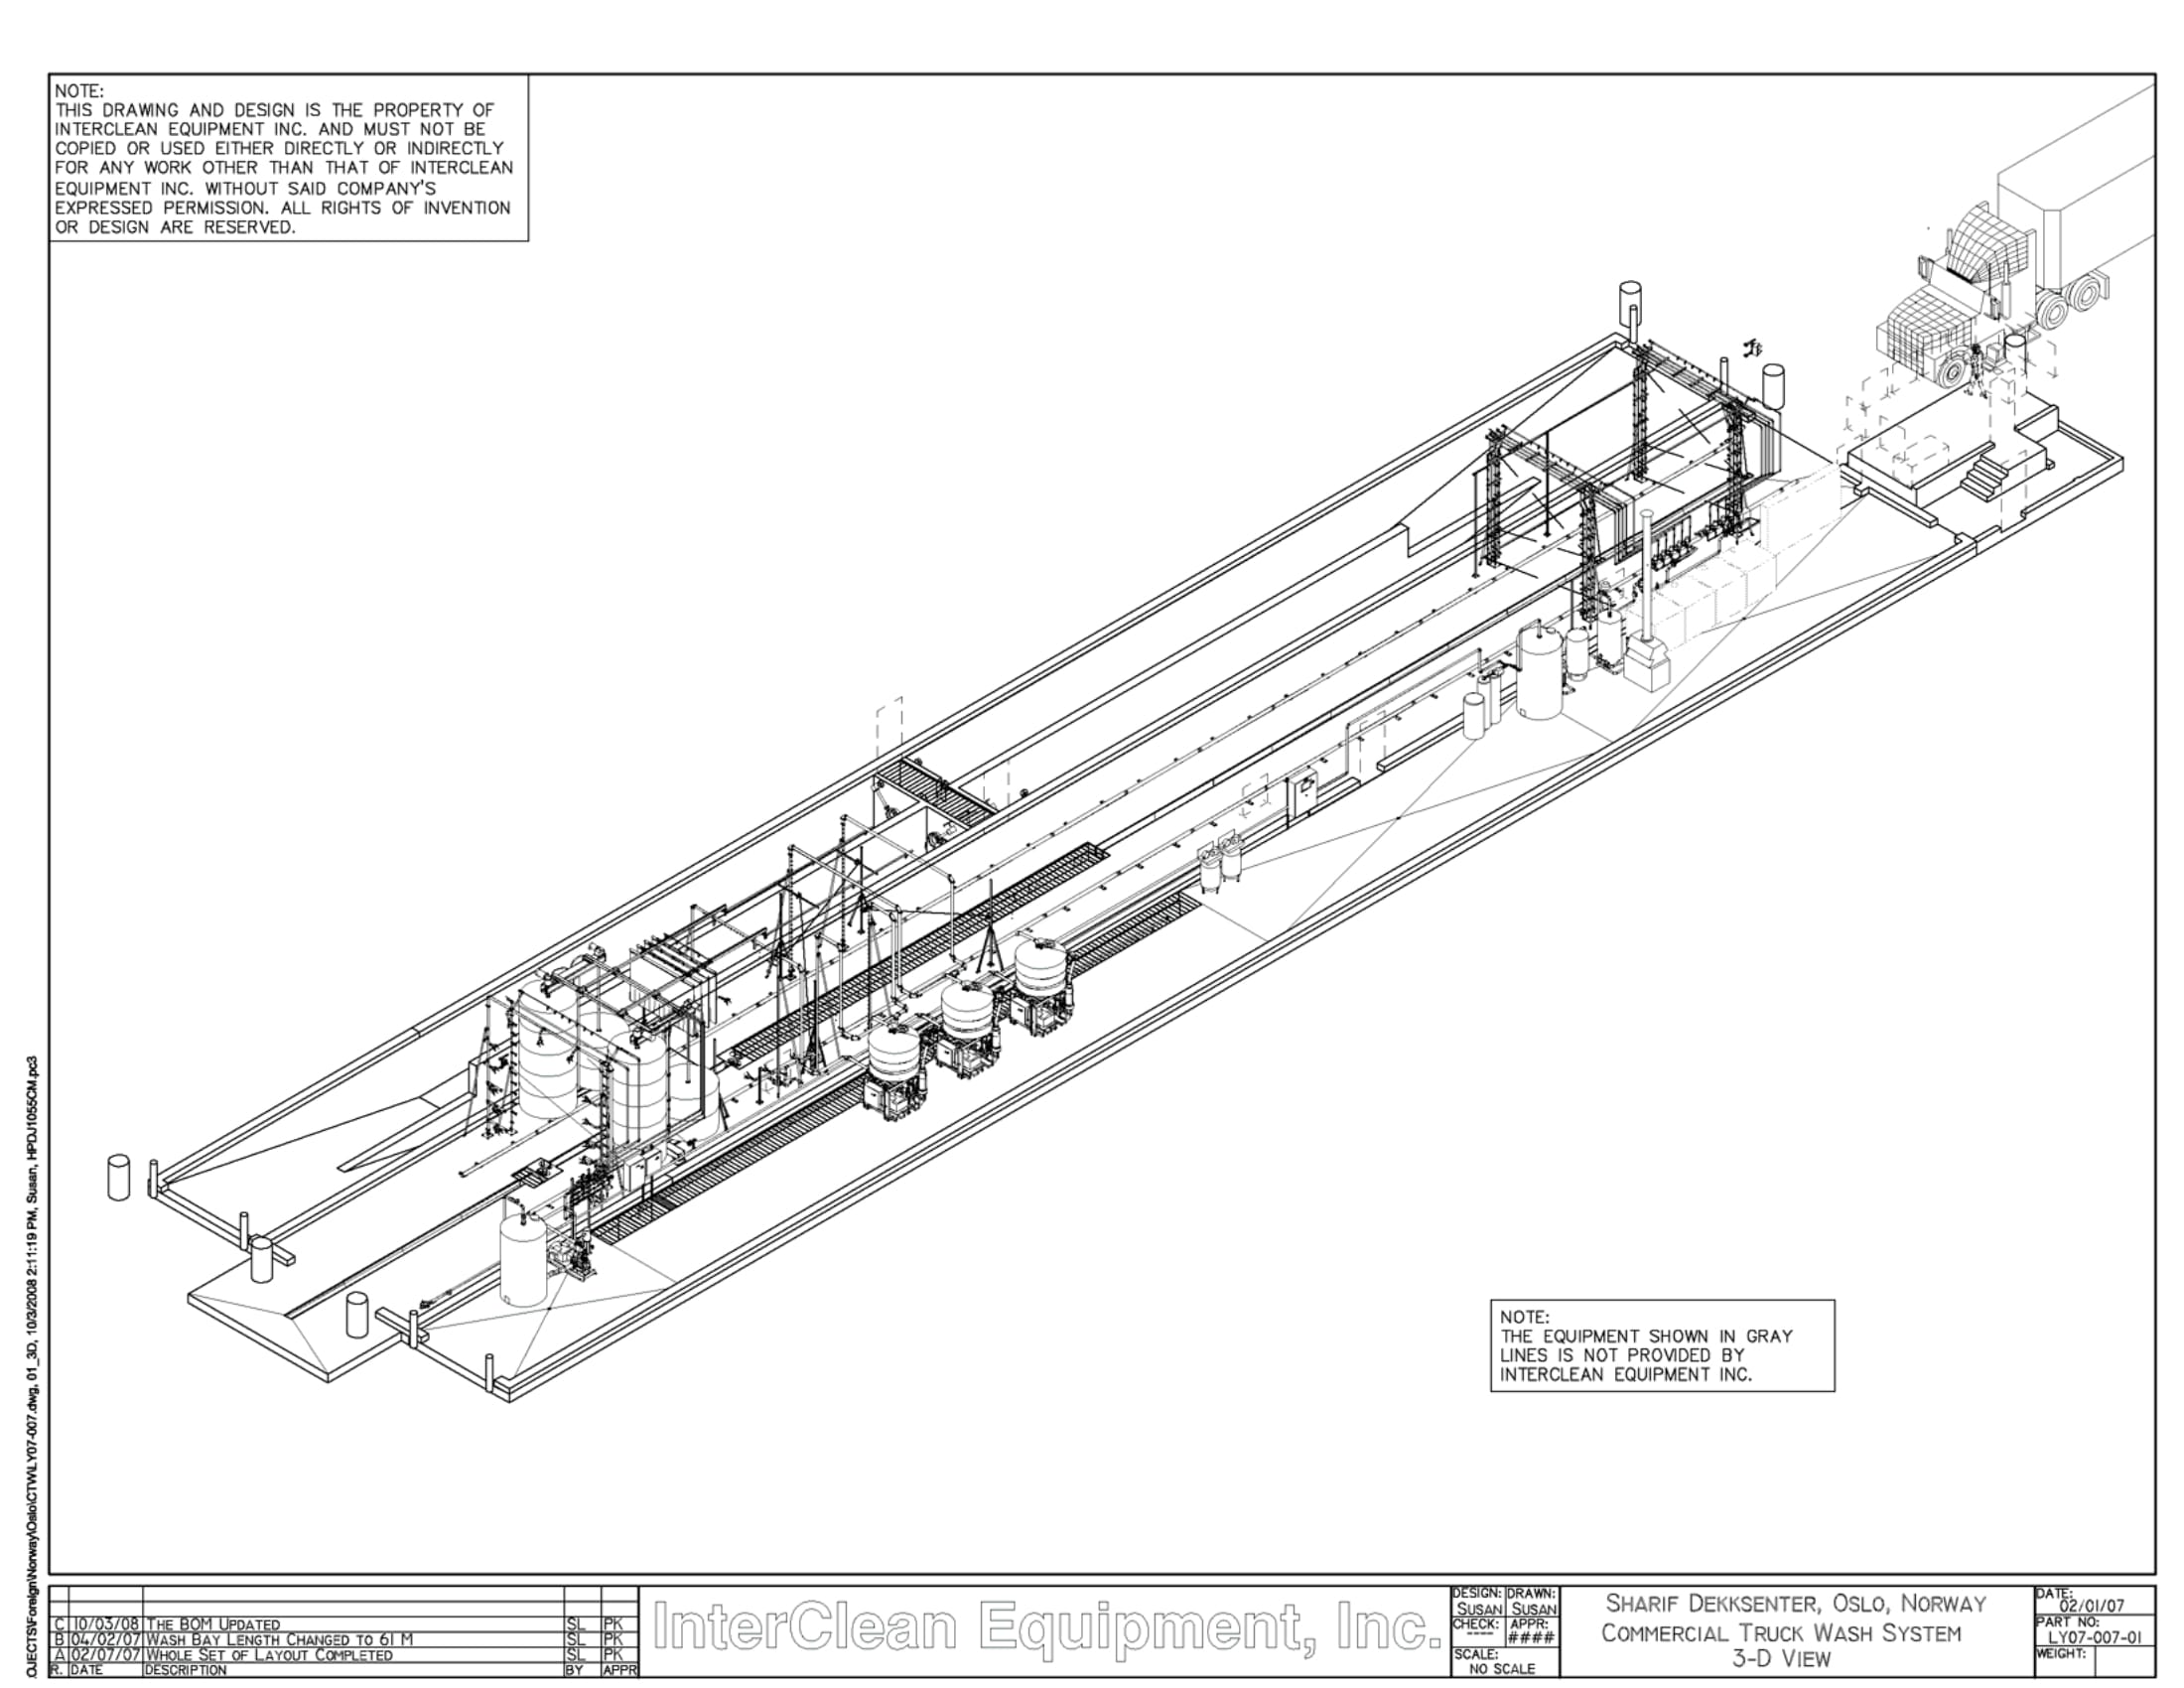 NOTE:
THIS DRAWING AND DESIGN IS THE PROPERTY OF
INTERCLEAN EQUIPMENT INC. AND MUST NOT BE
COPIED OR USED EITHER DIRECTLY OR INDIRECTLY
FOR ANY WORK OTHER THAN THAT OF INTERCLEAN
EQUIPMENT INC. WITHOUT SAID COMPANY'S
EXPRESSED PERMISSION. ALL RIGHTS OF INVENTION
OR DESIGN ARE RESERVED.
NOTE:
THE EQUIPMENT SHOWN IN GRAY
LINES IS NOT PROVIDED BY
INTERCLEAN EQUIPMENT INC.
OJECTS\Foreign\Norway\Oslo\CTW\LY07-007.dwg, 01_3D, 10/3/2008 2:11:19 PM, Susan, HPDJ1055CM.pc3
C 10/03/08 THE BOM UPDATED SL PK
B 04/02/07 WASH BAY LENGTH CHANGED TO 61 M SL PK
A 02/07/07 WHOLE SET OF LAYOUT COMPLETED SL PK
R. DATE DESCRIPTION BY APPR
InterClean Equipment, Inc.
DESIGN: DRAWN:
SUSAN SUSAN
CHECK: APPR:
---- ####
SCALE:
NO SCALE
SHARIF DEKKSENTER, OSLO, NORWAY
COMMERCIAL TRUCK WASH SYSTEM
3-D VIEW
DATE:
02/01/07
PART NO:
LY07-007-01
WEIGHT: